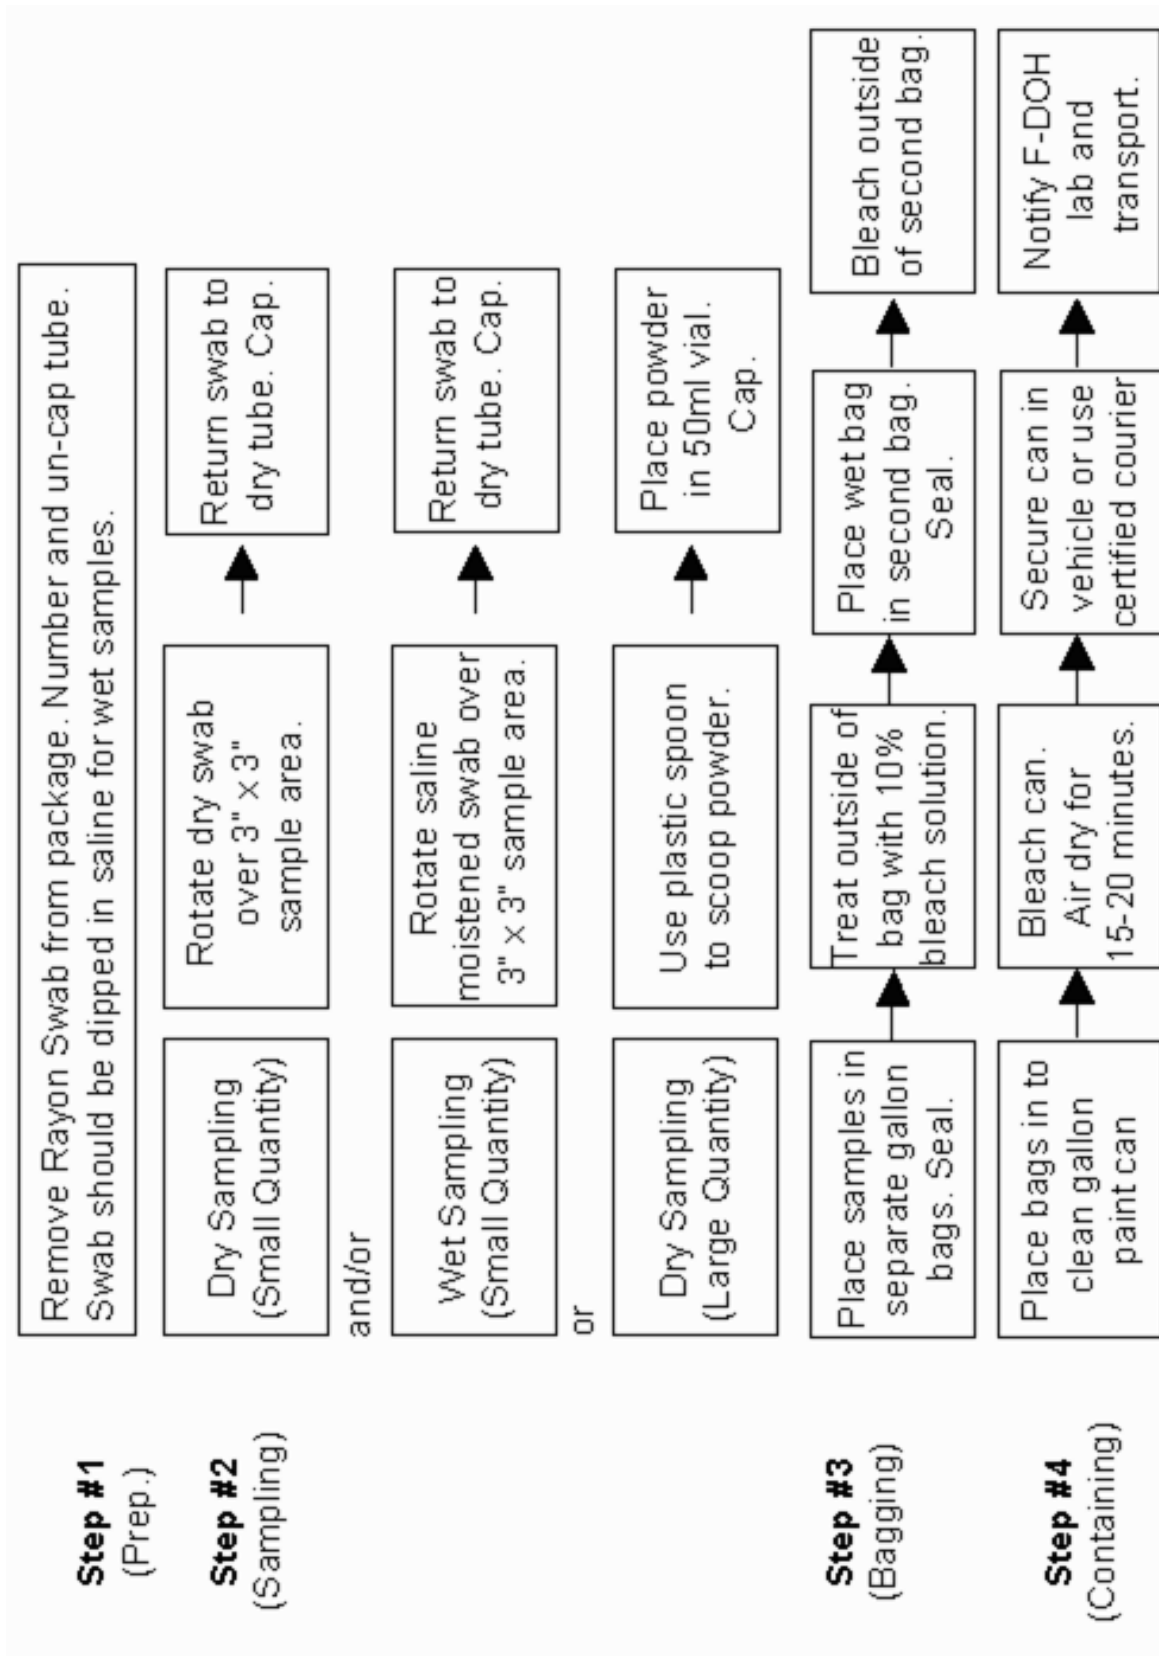 Step #1
(Prep.)
Remove Rayon Swab from package. Number and un-cap tube.
Swab should be dipped in saline for wet samples.
Step #2
(Sampling)
Dry Sampling
(Small Quantity)
Rotate dry swab
over 3" x 3"
sample area.
Return swab to
dry tube. Cap.
and/or
Wet Sampling
(Small Quantity)
Rotate saline
moistened swab over
3" x 3" sample area.
Return swab to
dry tube. Cap.
or
Dry Sampling
(Large Quantity)
Use plastic spoon
to scoop powder.
Place powder
in 50ml vial.
Cap.
Step #3
(Bagging)
Place samples in
separate gallon
bags. Seal.
Treat outside of
bag with 10%
bleach solution.
Place wet bag
in second bag.
Seal.
Bleach outside
of second bag.
Step #4
(Containing)
Place bags in to
clean gallon
paint can
Bleach can.
Air dry for
15-20 minutes.
Secure can in
vehicle or use
certified courier
Notify F-DOH
lab and
transport.